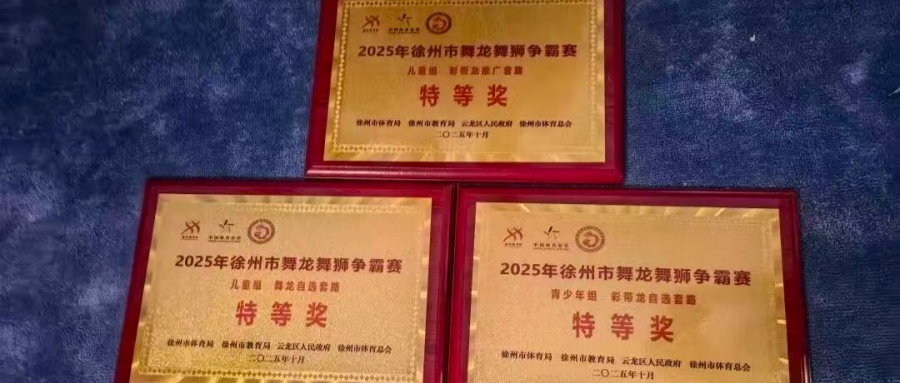 2025年徐州市舞龙舞狮争霸赛
儿童组 彩带龙推广套路
特等奖
徐州市体育局 徐州市教育局 云龙区人民政府 徐州市体育总会
二〇二五年十月
2025年徐州市舞龙舞狮争霸赛
儿童组 舞龙自选套路
特等奖
徐州市体育局 徐州市教育局 云龙区人民政府 徐州市体育总会
二〇二五年十月
中国体育彩票
2025年徐州市舞龙舞狮争霸赛
青少年组 彩带龙自选套路
特等奖
徐州市体育局 徐州市教育局 云龙区人民政府 徐州市体育总会
二〇二五年十月